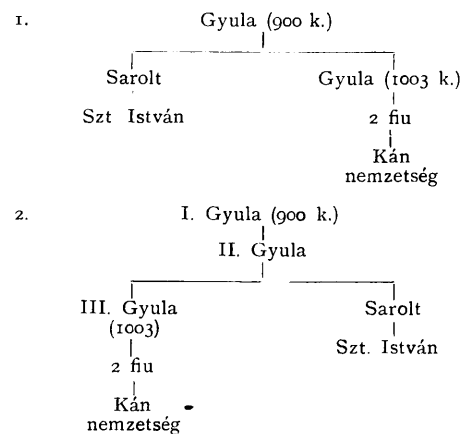 1. Gyula (900 k.)
Sarolt Gyula (1003 k.)
Szt István 2 fiu
Kán
nemzetség
2. I. Gyula (900 k.)
II. Gyula
III. Gyula Sarolt
(1003)
Szt. István
2 fiu
Kán
nemzetség